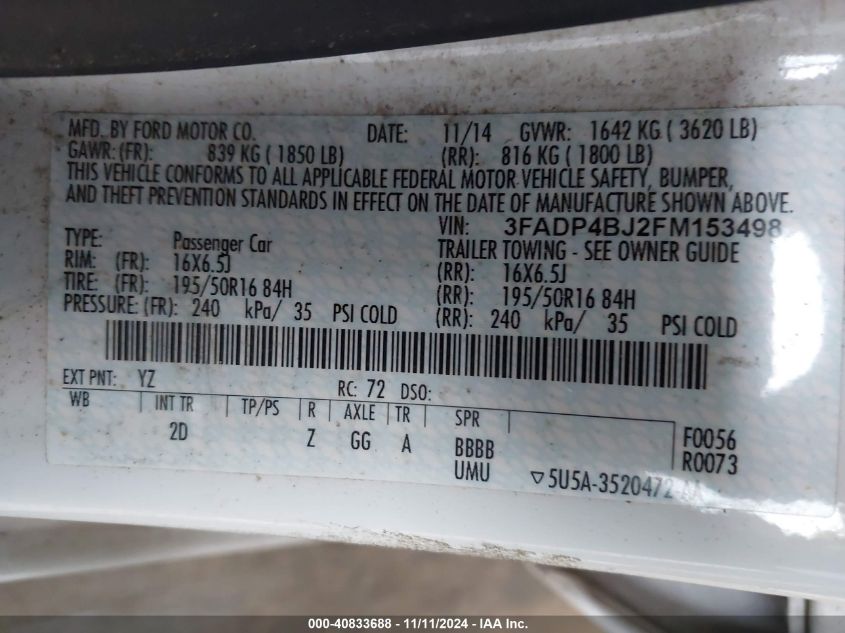 MFD. BY FORD MOTOR CO. DATE: 11/14 GVWR: 1642 KG ( 3620 LB)
GAWR: (FR): 839 KG ( 1850 LB) (RR): 816 KG ( 1800 LB)
THIS VEHICLE CONFORMS TO ALL APPLICABLE FEDERAL MOTOR VEHICLE SAFETY, BUMPER,
AND THEFT PREVENTION STANDARDS IN EFFECT ON THE DATE OF MANUFACTURE SHOWN ABOVE.
VIN: 3FADP4BJ2FM153498
TYPE: Passenger Car TRAILER TOWING - SEE OWNER GUIDE
RIM: (FR): 16X6.5J (RR): 16X6.5J
TIRE: (FR): 195/50R16 84H (RR): 195/50R16 84H
PRESSURE: (FR): 240 kPa/ 35 PSI COLD (RR): 240 kPa/ 35 PSI COLD
EXT PNT: YZ RC: 72 DSO:
WB INT TR TP/PS R AXLE TR SPR
2D Z GG A BBBB F0056
UMU R0073
▽5U5A-3520472
000-40833688 - 11/11/2024 - IAA Inc.